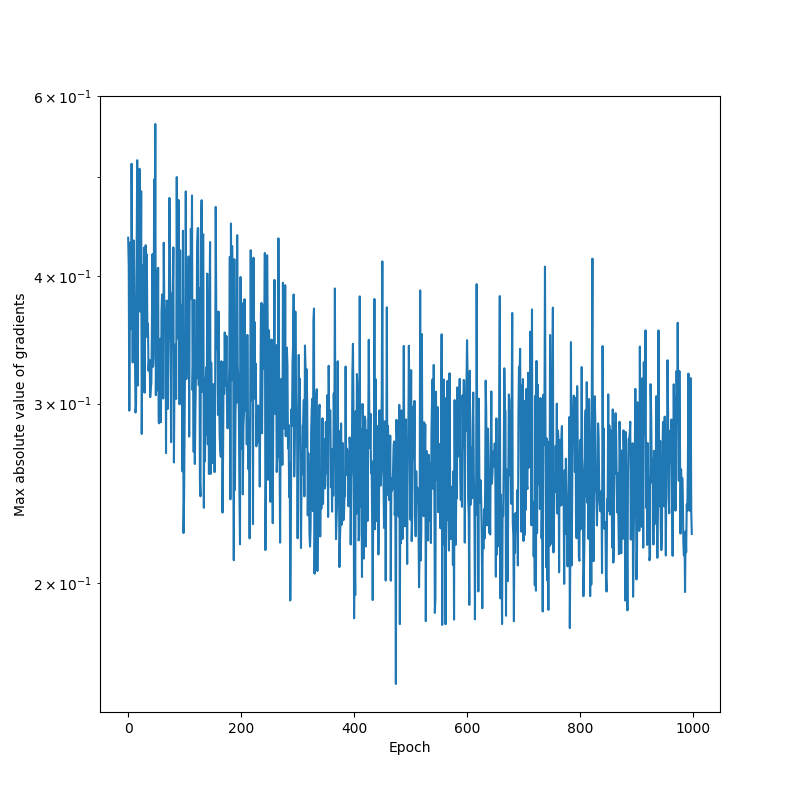 6 × 10⁻¹
4 × 10⁻¹
3 × 10⁻¹
2 × 10⁻¹
Max absolute value of gradients
0 200 400 600 800 1000
Epoch